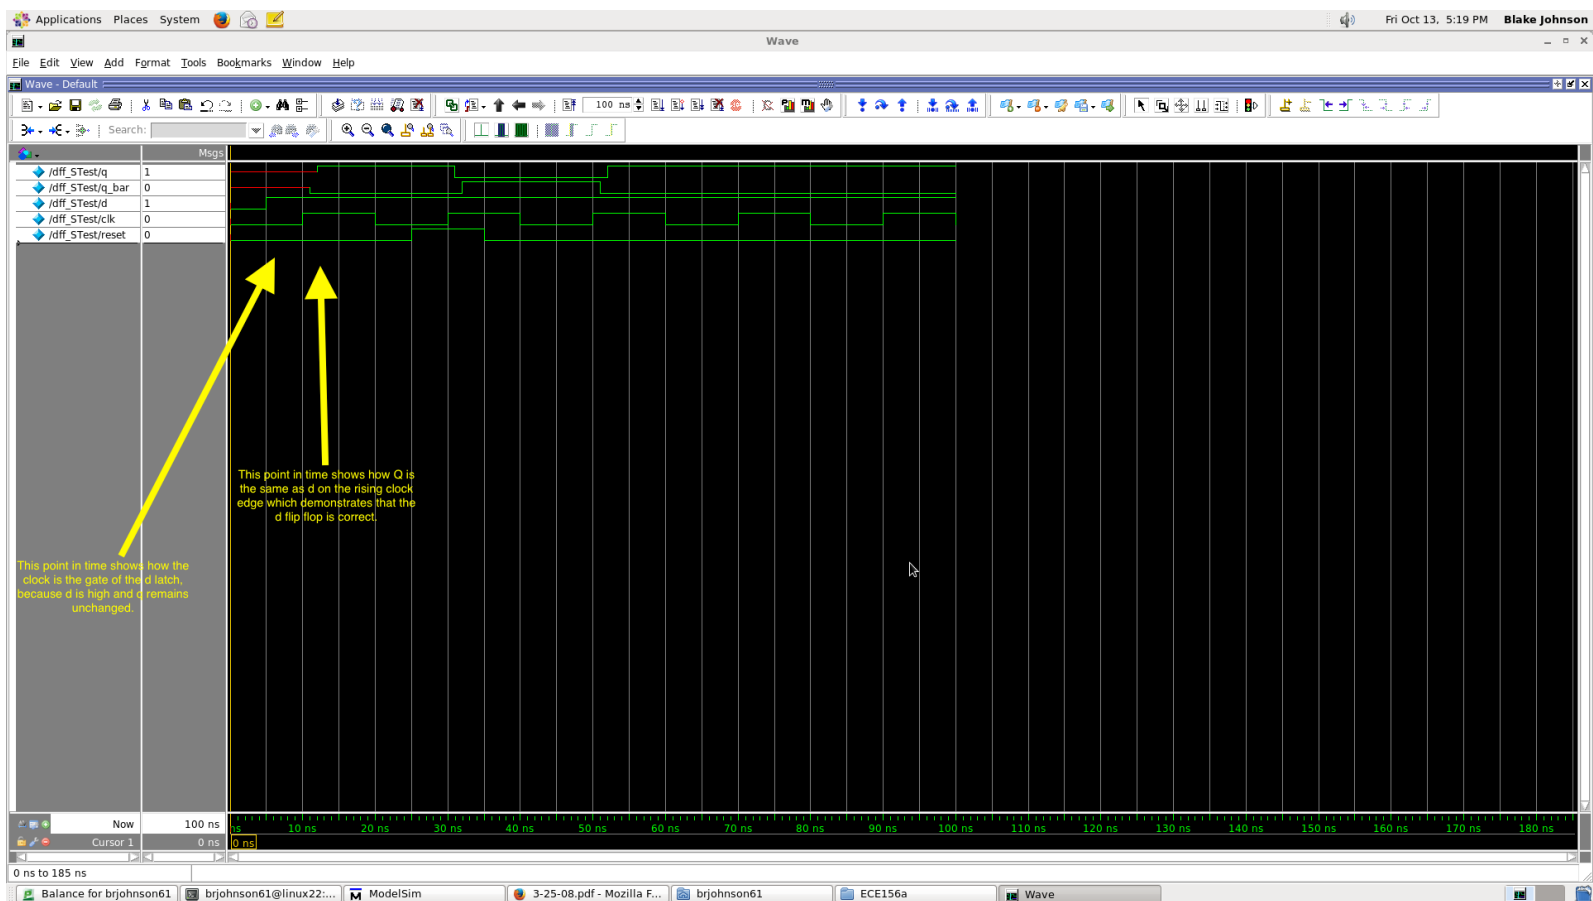 Applications Places System Fri Oct 13, 5:19 PM Blake Johnson
Wave
File Edit View Add Format Tools Bookmarks Window Help
Wave - Default
100 ns
Search:
Msgs
/dff_STest/q 1
/dff_STest/q_bar 0
/dff_STest/d 1
/dff_STest/clk 0
/dff_STest/reset 0
This point in time shows how Q is
the same as d on the rising clock
edge which demonstrates that the
d flip flop is correct.
This point in time shows how the
clock is the gate of the d latch,
because d is high and q remains
unchanged.
Now 100 ns ns 10 ns 20 ns 30 ns 40 ns 50 ns 60 ns 70 ns 80 ns 90 ns 100 ns 110 ns 120 ns 130 ns 140 ns 150 ns 160 ns 170 ns 180 ns
Cursor 1 0 ns 0 ns
0 ns to 185 ns
Balance for brjohnson61 brjohnson61@linux22:... ModelSim 3-25-08.pdf - Mozilla F... brjohnson61 ECE156a Wave